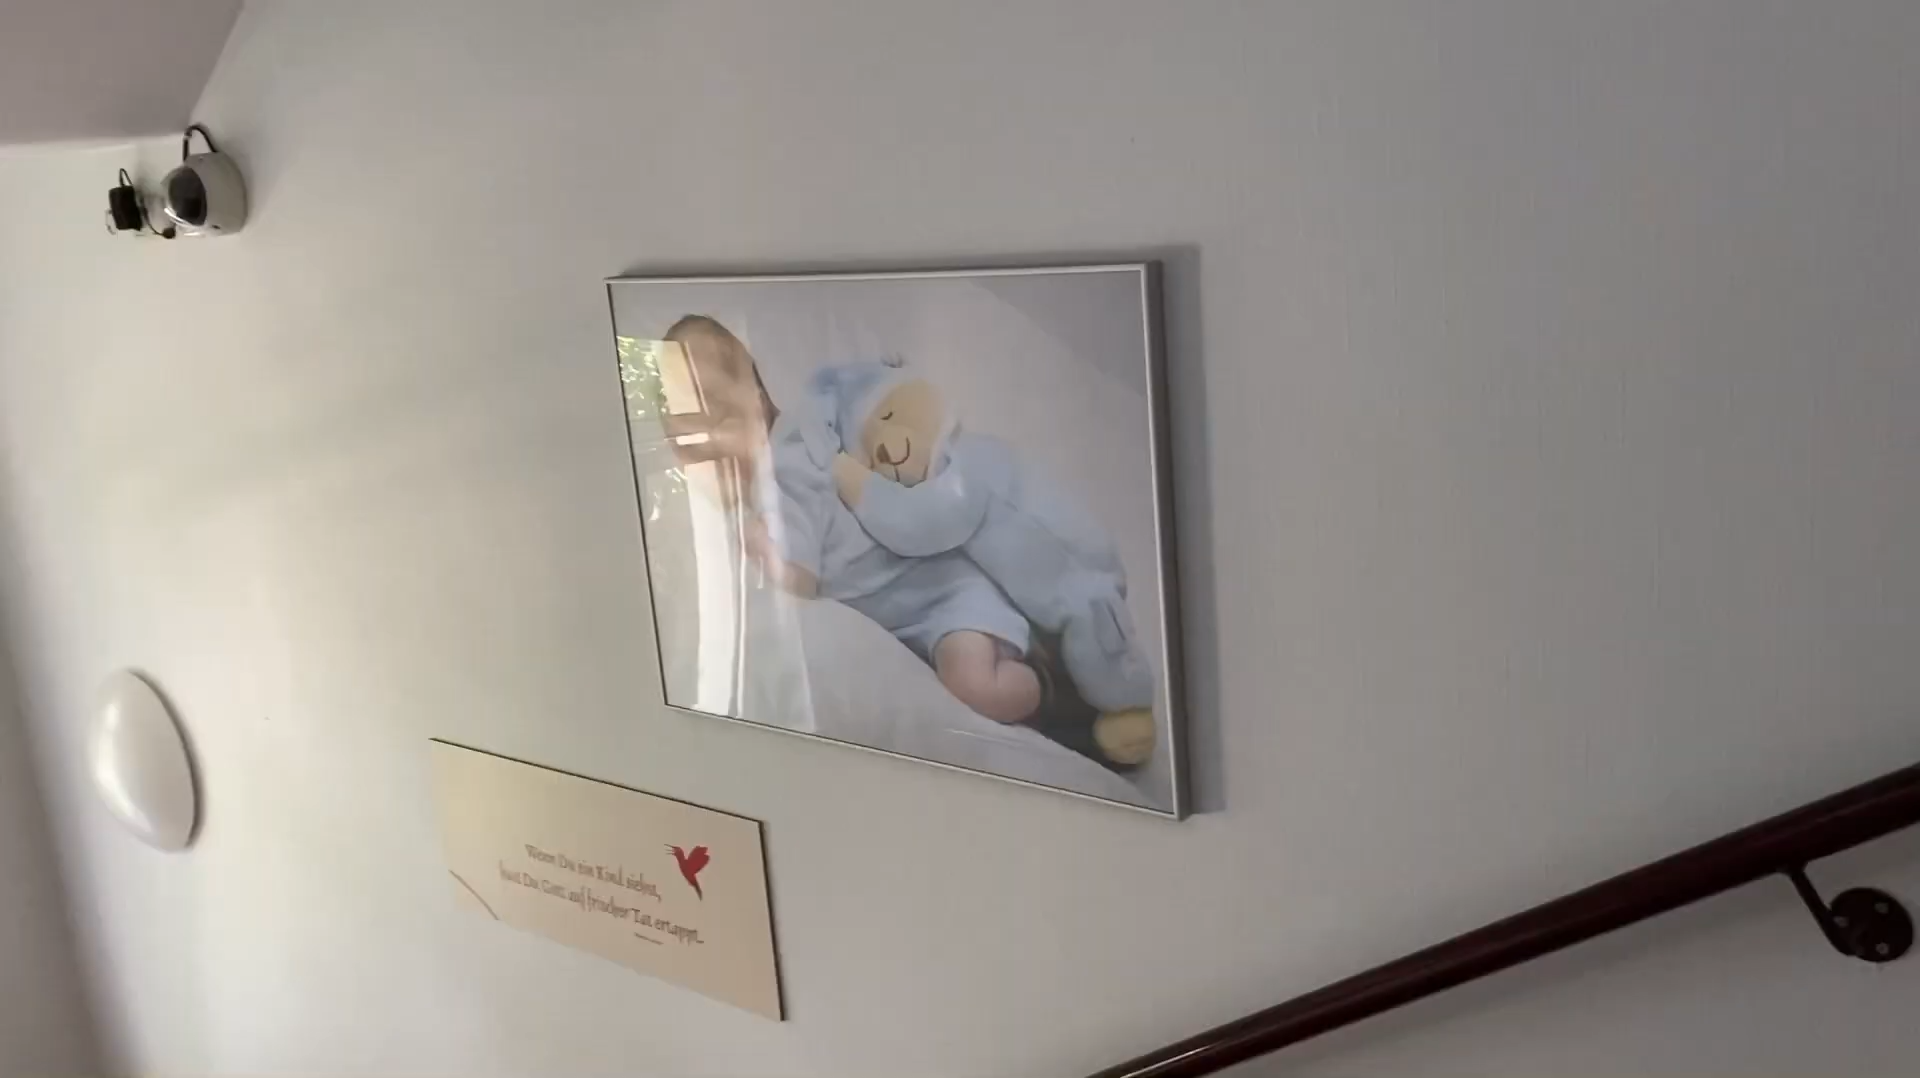 Wenn Du ein Kind siehst,
hast Du Gott auf frischer Tat ertappt.